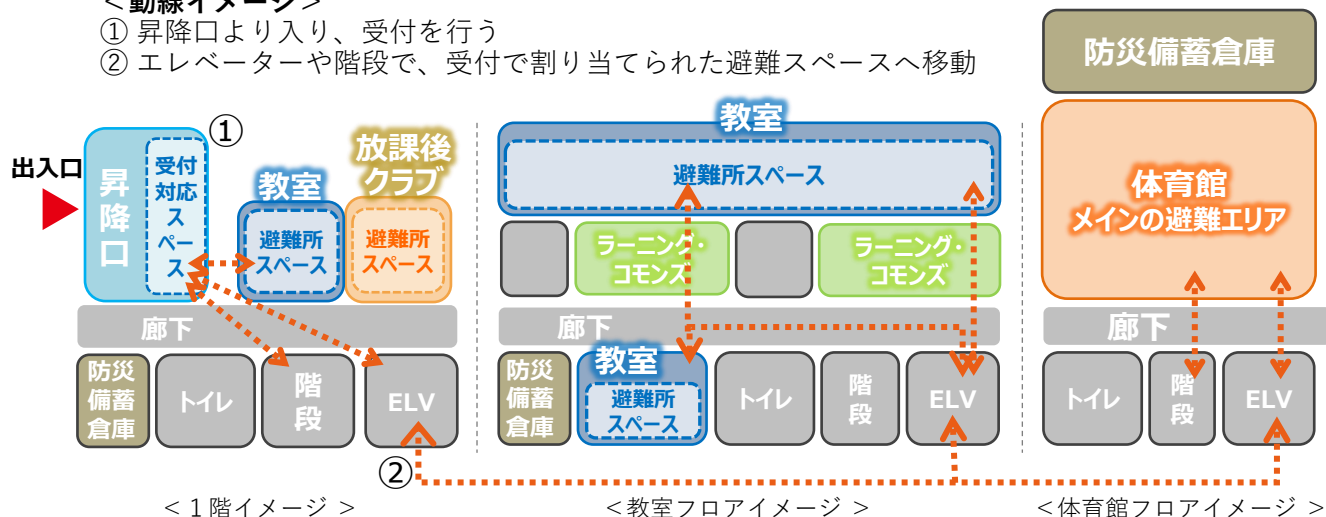 ＜動線イメージ＞
① 昇降口より入り、受付を行う
② エレベーターや階段で、受付で割り当てられた避難スペースへ移動
出入口
昇降口
①
受付
対応
ス
ペー
ス
教室
避難所
スペース
放課後
クラブ
避難所
スペース
廊下
防災
備蓄
倉庫
トイレ
階段
ELV
②
＜１階イメージ ＞
教室
避難所スペース
ラーニング・
コモンズ
ラーニング・
コモンズ
廊下
防災
備蓄
倉庫
教室
避難所
スペース
トイレ
階段
ELV
＜教室フロアイメージ ＞
防災備蓄倉庫
体育館
メインの避難エリア
廊下
トイレ
階段
ELV
＜体育館フロアイメージ ＞